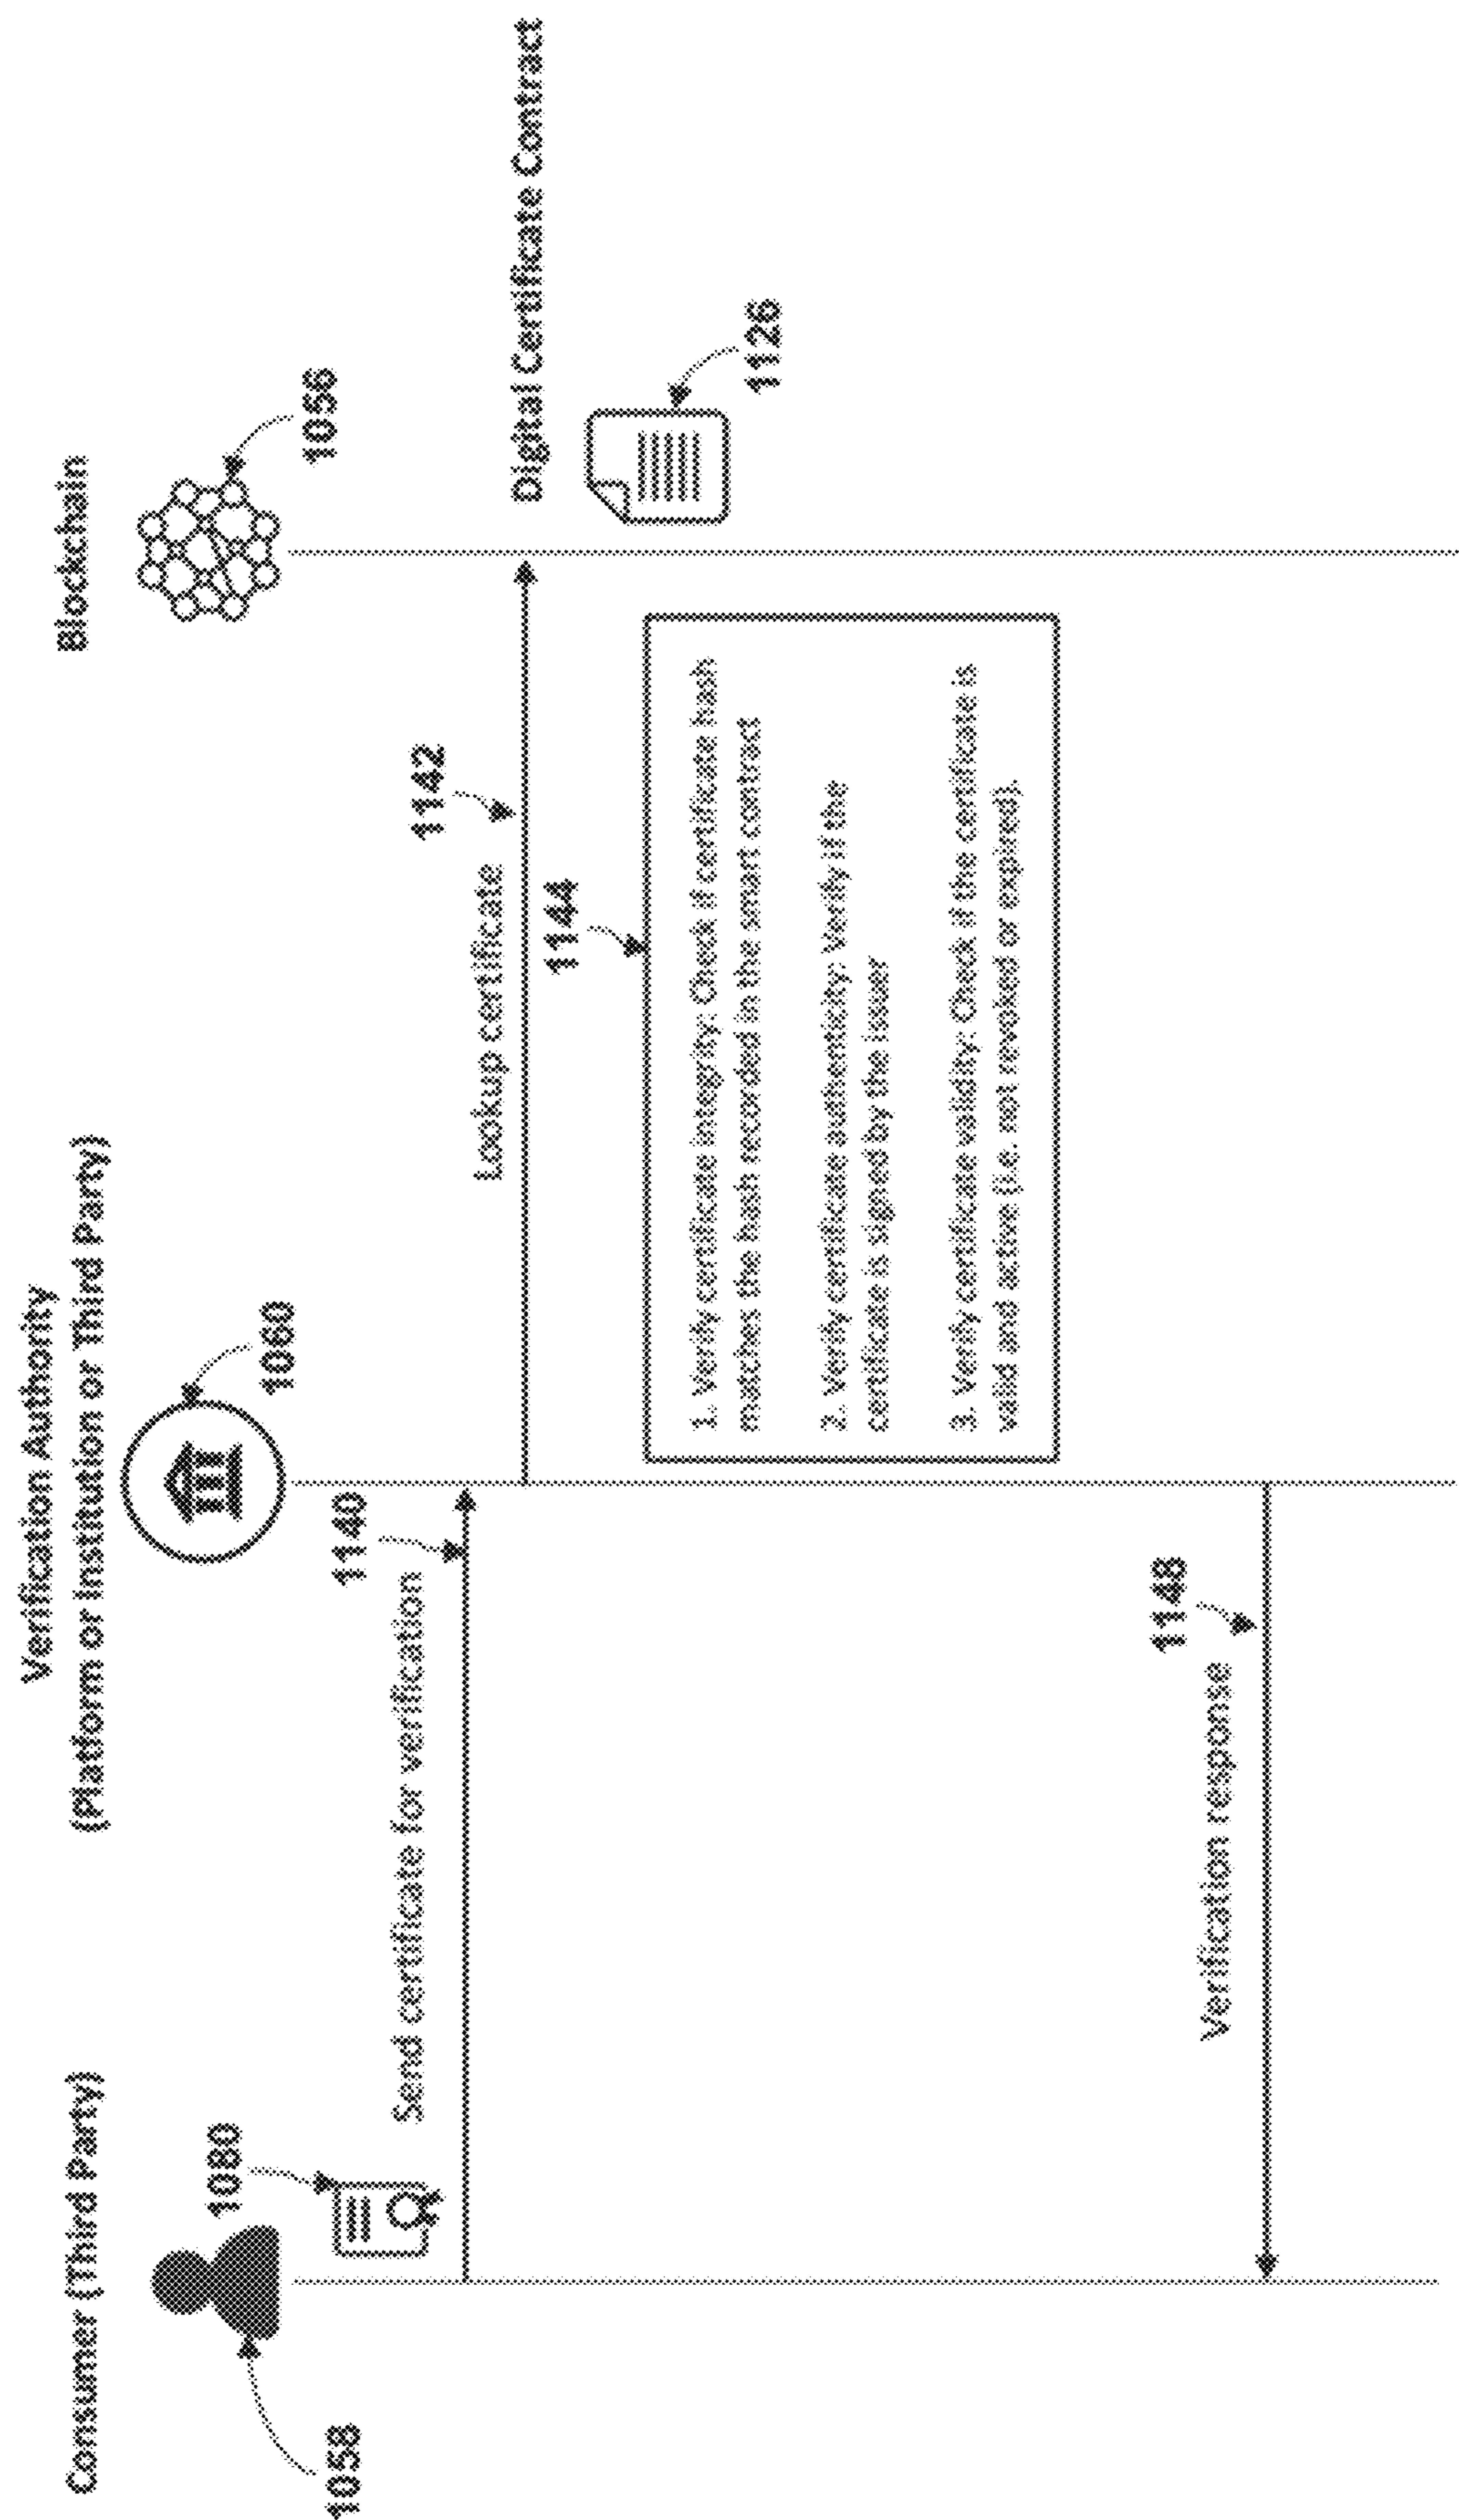 Consumer (Third Party)
1058
1080
Verification Authority
(Platform or Institution or Third Party)
1060
Blockchain
1056
Send certificate for verification
1140
Lookup certificate
1142
Digital Certificate Contract
1126
1144
1. Verify certificate integrity: Check if certificate hash
matches the hash recorded in the smart contract
2. Verify certificate authenticity: Verify if the
certificate is signed by the issuer
3. Verify certificate validity: Check if the certificate is
valid and active (i.e. not revoked or expired).
Verification response
1148